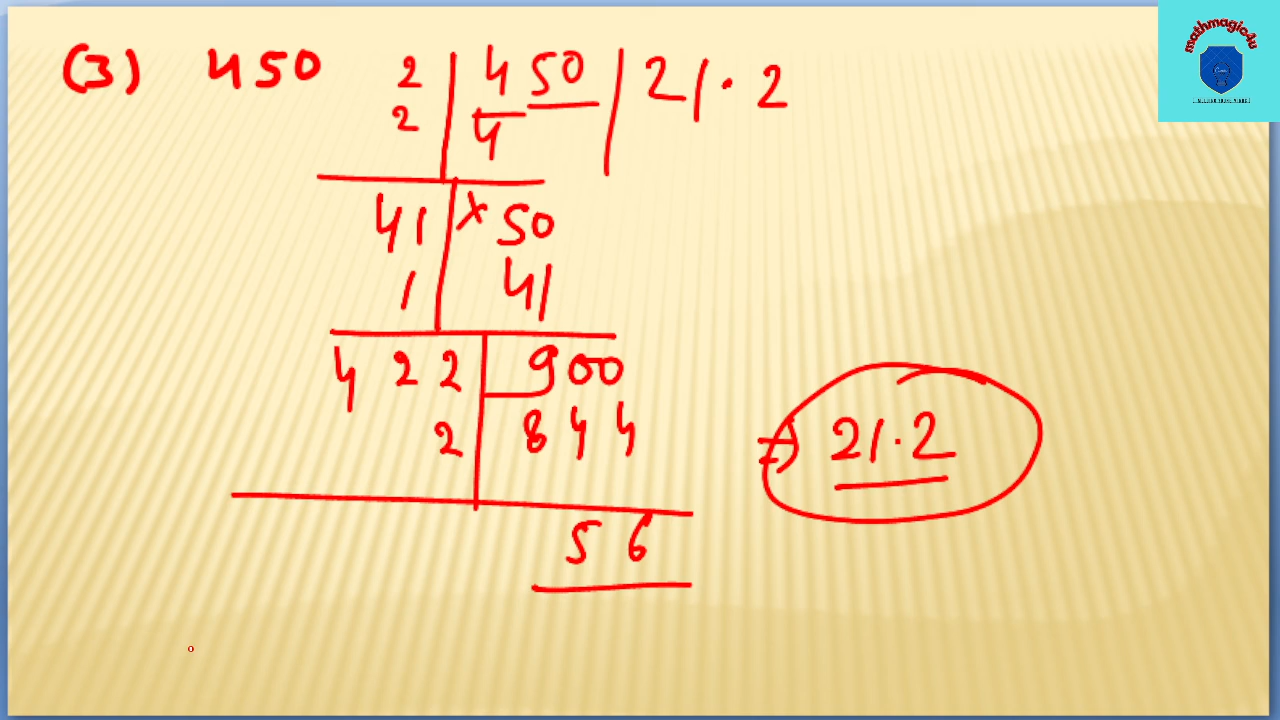 mathmagic4u
(3) 450 2 | 4 50 | 21.2
2 | 4
41 | x 50
1 | 41
422 | 900
2 | 844
56
⇒ 21.2